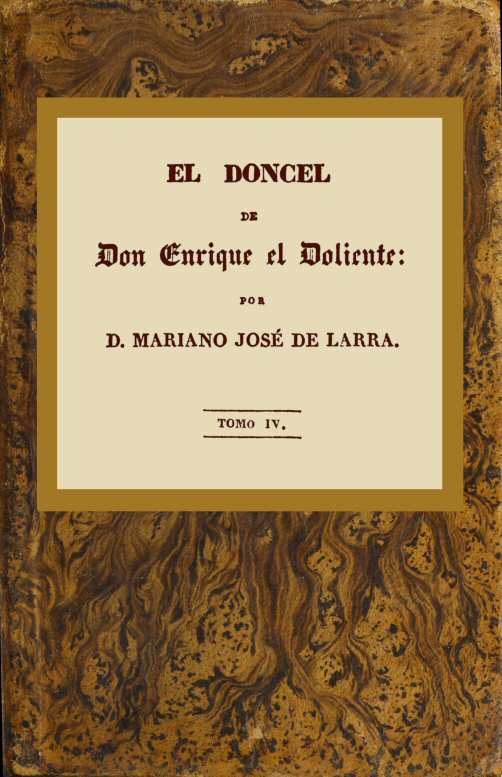 EL DONCEL
DE
Don Enrique el Doliente:
POR
D. MARIANO JOSÉ DE LARRA.
TOMO IV.